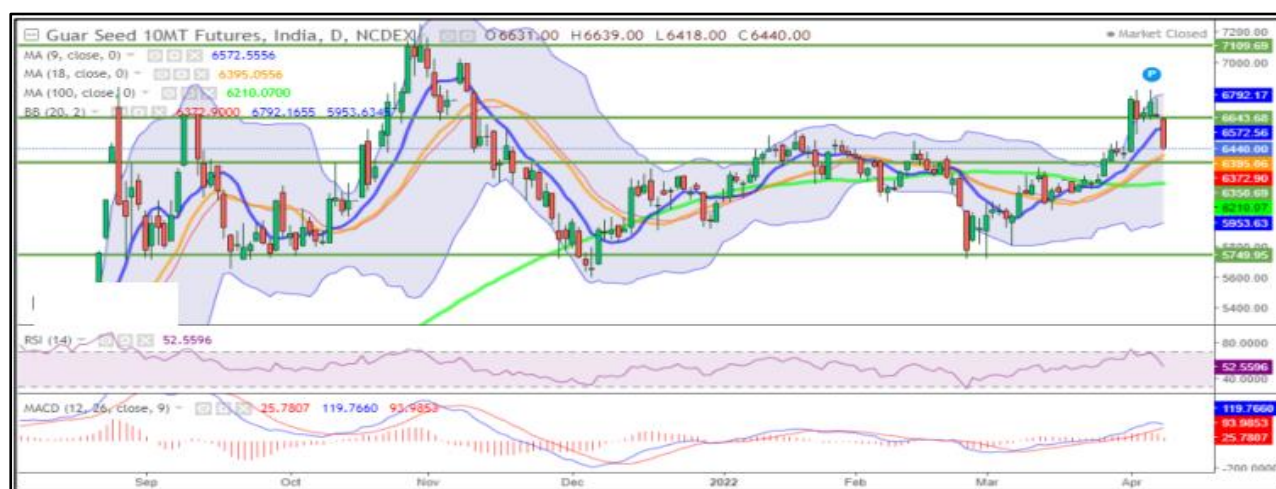 Guar Seed 10MT Futures, India, D, NCDEX O6631.00 H6639.00 L6418.00 C6440.00
Market Closed
MA (9, close, 0) 6572.5556
MA (18, close, 0) 6395.0556
MA (100, close, 0) 6210.0700
BB (20, 2) 6372.9000 6792.1655 5953.6345
P
7200.00
7109.69
7000.00
6792.17
6643.68
6572.56
6440.00
6395.06
6372.90
6350.69
6210.07
5953.63
5800.00
5749.95
5600.00
5400.00
RSI (14) 52.5596
80.0000
52.5596
40.0000
MACD (12, 26, close, 9) 25.7807 119.7660 93.9853
119.7660
93.9853
25.7807
-200.0000
Sep Oct Nov Dec 2022 Feb Mar Apr